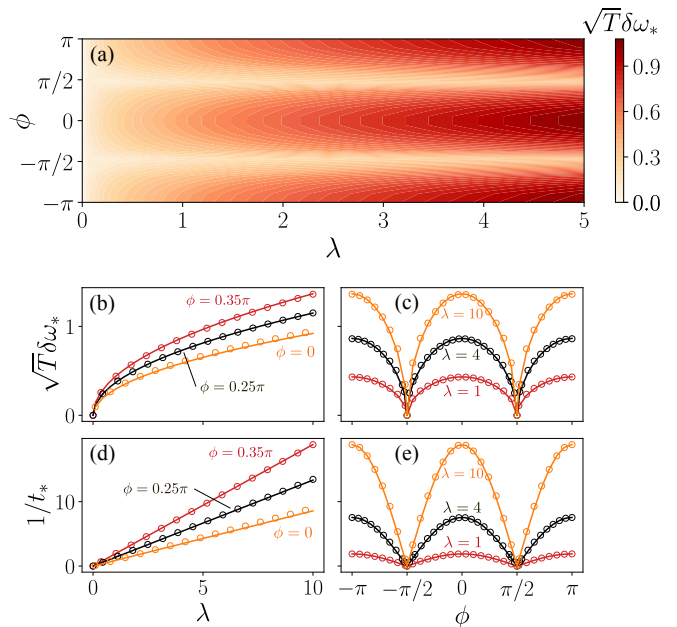 √T δω*
π
(a)
π/2
ϕ
0
−π/2
−π
0 1 2 3 4 5
λ
0.9
0.6
0.3
0.0
(b)
ϕ = 0.35π
ϕ = 0
ϕ = 0.25π
1
0
√T δω*
(c)
λ = 10
λ = 4
λ = 1
(d)
ϕ = 0.35π
ϕ = 0.25π
ϕ = 0
10
0
1/t*
0 5 10
λ
(e)
λ = 10
λ = 4
λ = 1
−π −π/2 0 π/2 π
ϕ